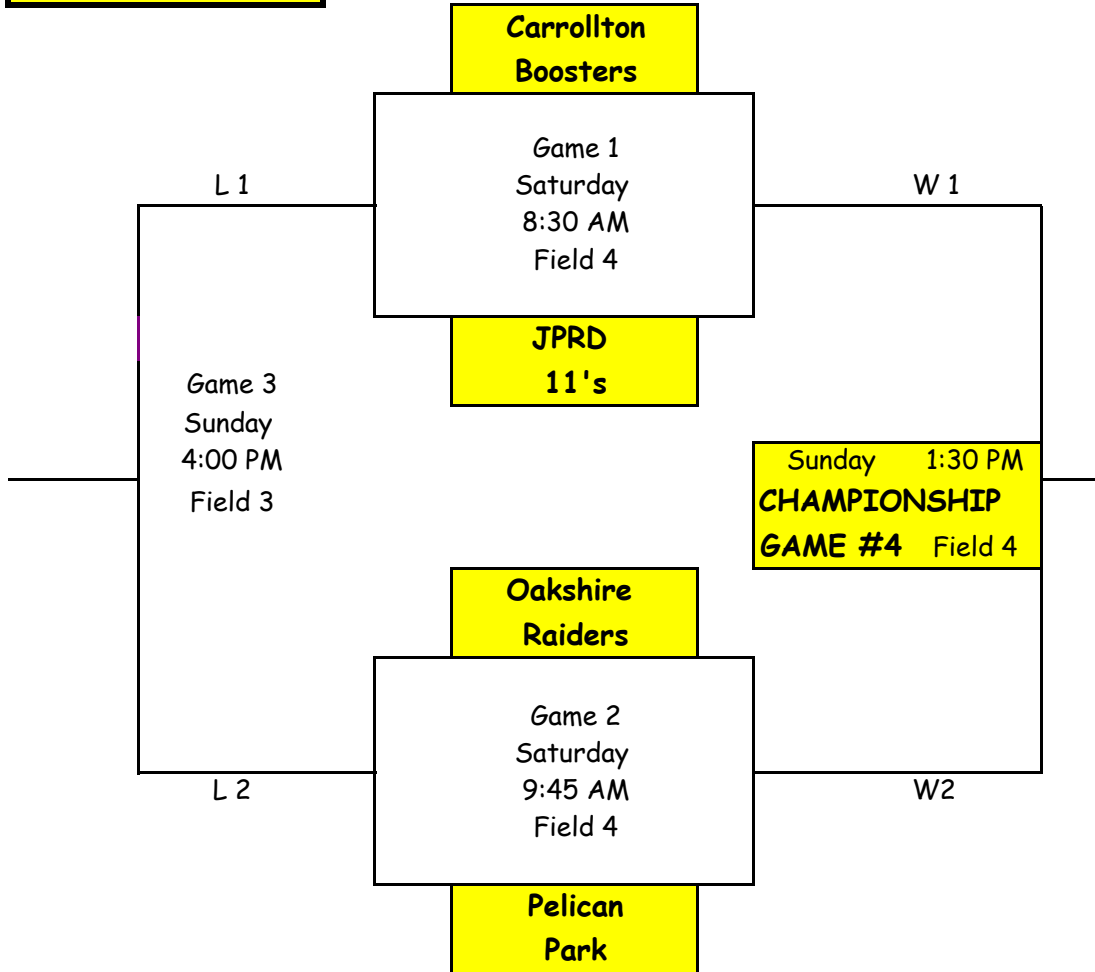 Carrollton
Boosters
Game 1
Saturday
8:30 AM
Field 4
L 1
W 1
JPRD
11's
Game 3
Sunday
4:00 PM
Field 3
Sunday 1:30 PM
CHAMPIONSHIP
GAME #4 Field 4
Oakshire
Raiders
Game 2
Saturday
9:45 AM
Field 4
L 2
W2
Pelican
Park